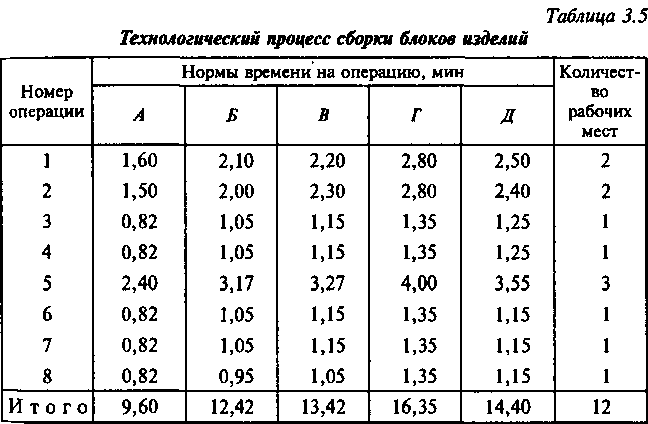 Таблица 3.5
Технологический процесс сборки блоков изделий
Номер операции | Нормы времени на операцию, мин | Количест-во рабочих мест
А | Б | В | Г | Д
1 | 1,60 | 2,10 | 2,20 | 2,80 | 2,50 | 2
2 | 1,50 | 2,00 | 2,30 | 2,80 | 2,40 | 2
3 | 0,82 | 1,05 | 1,15 | 1,35 | 1,25 | 1
4 | 0,82 | 1,05 | 1,15 | 1,35 | 1,25 | 1
5 | 2,40 | 3,17 | 3,27 | 4,00 | 3,55 | 3
6 | 0,82 | 1,05 | 1,15 | 1,35 | 1,15 | 1
7 | 0,82 | 1,05 | 1,15 | 1,35 | 1,15 | 1
8 | 0,82 | 0,95 | 1,05 | 1,35 | 1,15 | 1
Итого | 9,60 | 12,42 | 13,42 | 16,35 | 14,40 | 12